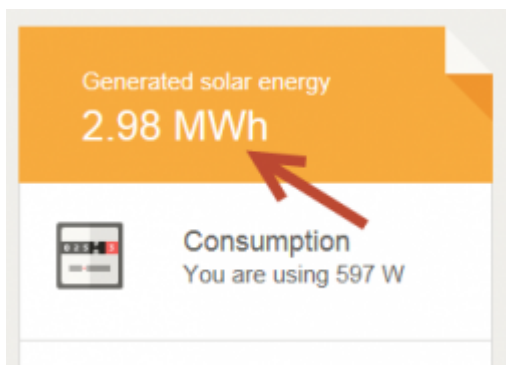 Generated solar energy
2.98 MWh
Consumption
You are using 597 W